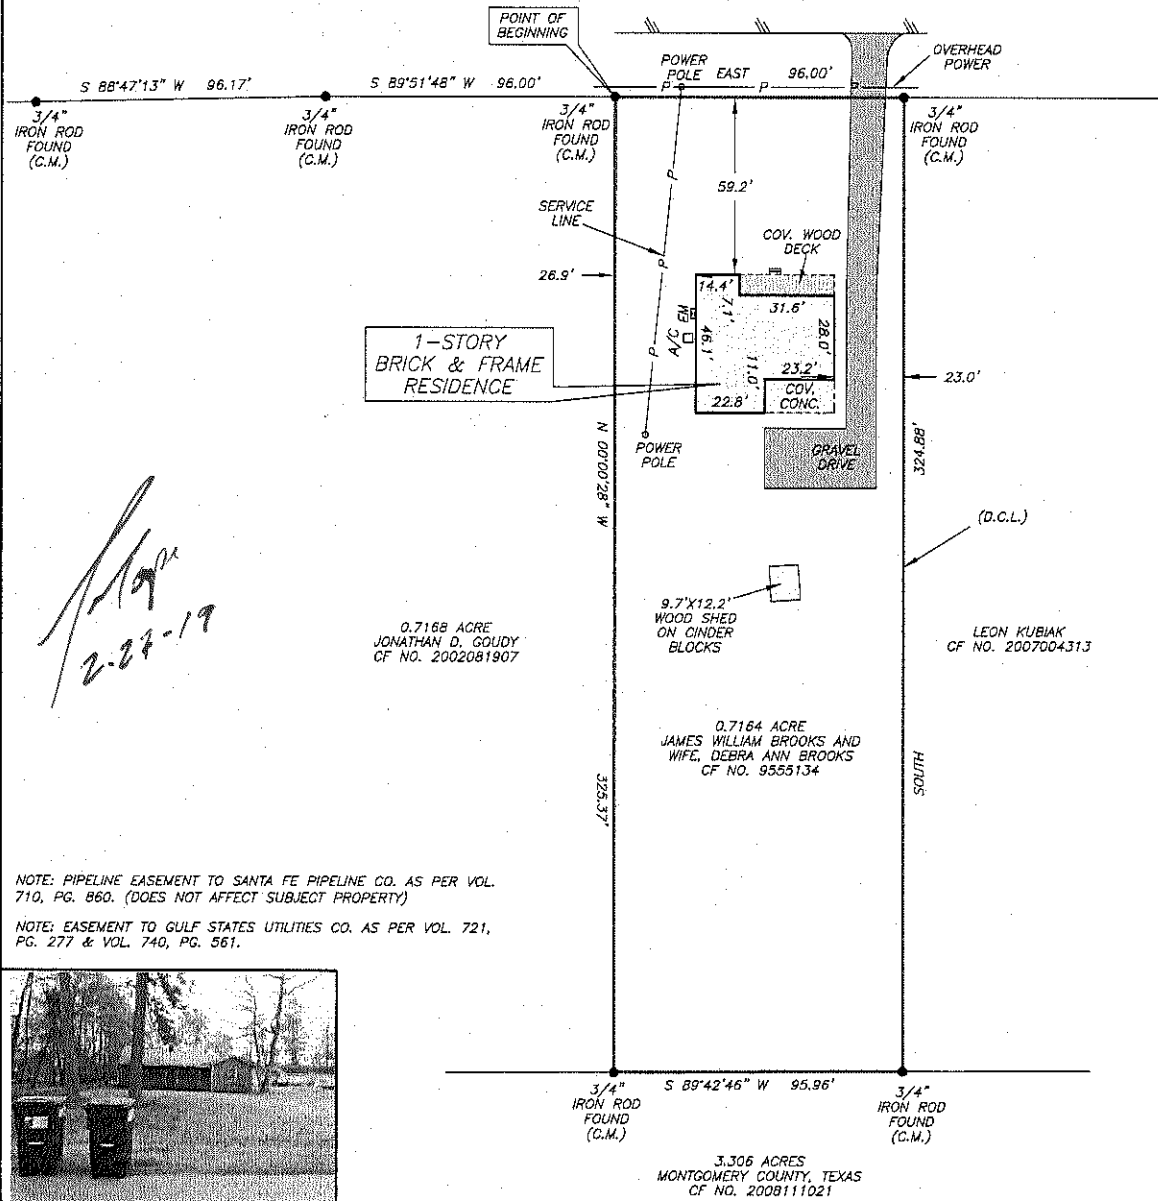 POINT OF
BEGINNING
S 88°47'13" W 96.17'
S 89°51'48" W 96.00'
POWER
POLE
EAST 96.00'
OVERHEAD
POWER
P
P
P
3/4"
IRON ROD
FOUND
(C.M.)
3/4"
IRON ROD
FOUND
(C.M.)
3/4"
IRON ROD
FOUND
(C.M.)
3/4"
IRON ROD
FOUND
(C.M.)
P
59.2'
SERVICE
LINE
P
COV. WOOD
DECK
26.9'
14.4'
7.1'
31.6'
EM
A/C
46.1'
28.0'
P
1-STORY
BRICK & FRAME
RESIDENCE
11.0'
23.2'
COV.
CONC.
22.8'
23.0'
POWER
POLE
GRAVEL
DRIVE
N 00°00'28" W
324.88'
(D.C.L.)
9.7'X12.2'
WOOD SHED
ON CINDER
BLOCKS
2-27-19
0.7168 ACRE
JONATHAN D. GOUDY
CF NO. 2002081907
LEON KUBIAK
CF NO. 2007004313
0.7164 ACRE
JAMES WILLIAM BROOKS AND
WIFE, DEBRA ANN BROOKS
CF NO. 9555134
325.37'
SOUTH
NOTE: PIPELINE EASEMENT TO SANTA FE PIPELINE CO. AS PER VOL.
710, PG. 860. (DOES NOT AFFECT SUBJECT PROPERTY)
NOTE: EASEMENT TO GULF STATES UTILITIES CO. AS PER VOL. 721,
PG. 277 & VOL. 740, PG. 561.
S 89°42'46" W 95.96'
3/4"
IRON ROD
FOUND
(C.M.)
3/4"
IRON ROD
FOUND
(C.M.)
3.306 ACRES
MONTGOMERY COUNTY, TEXAS
CF NO. 2008111021